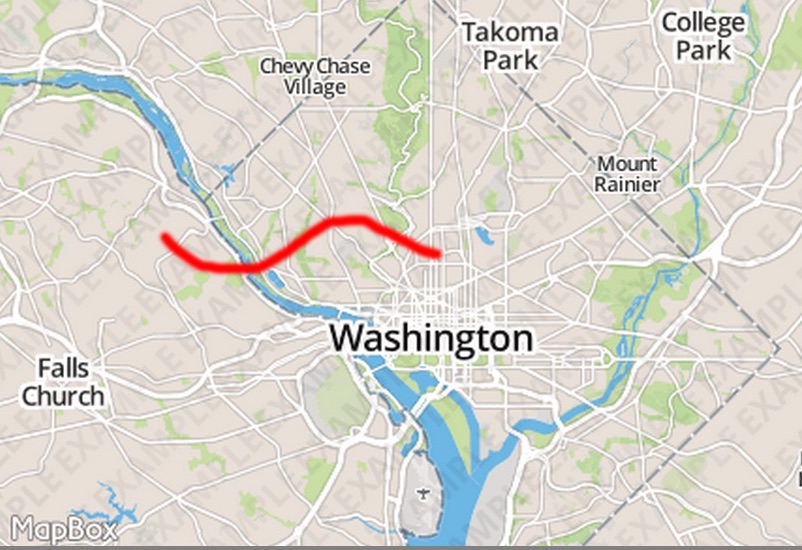 Takoma
Park
College
Park
Chevy Chase
Village
Mount
Rainier
Washington
Falls
Church
MapBox